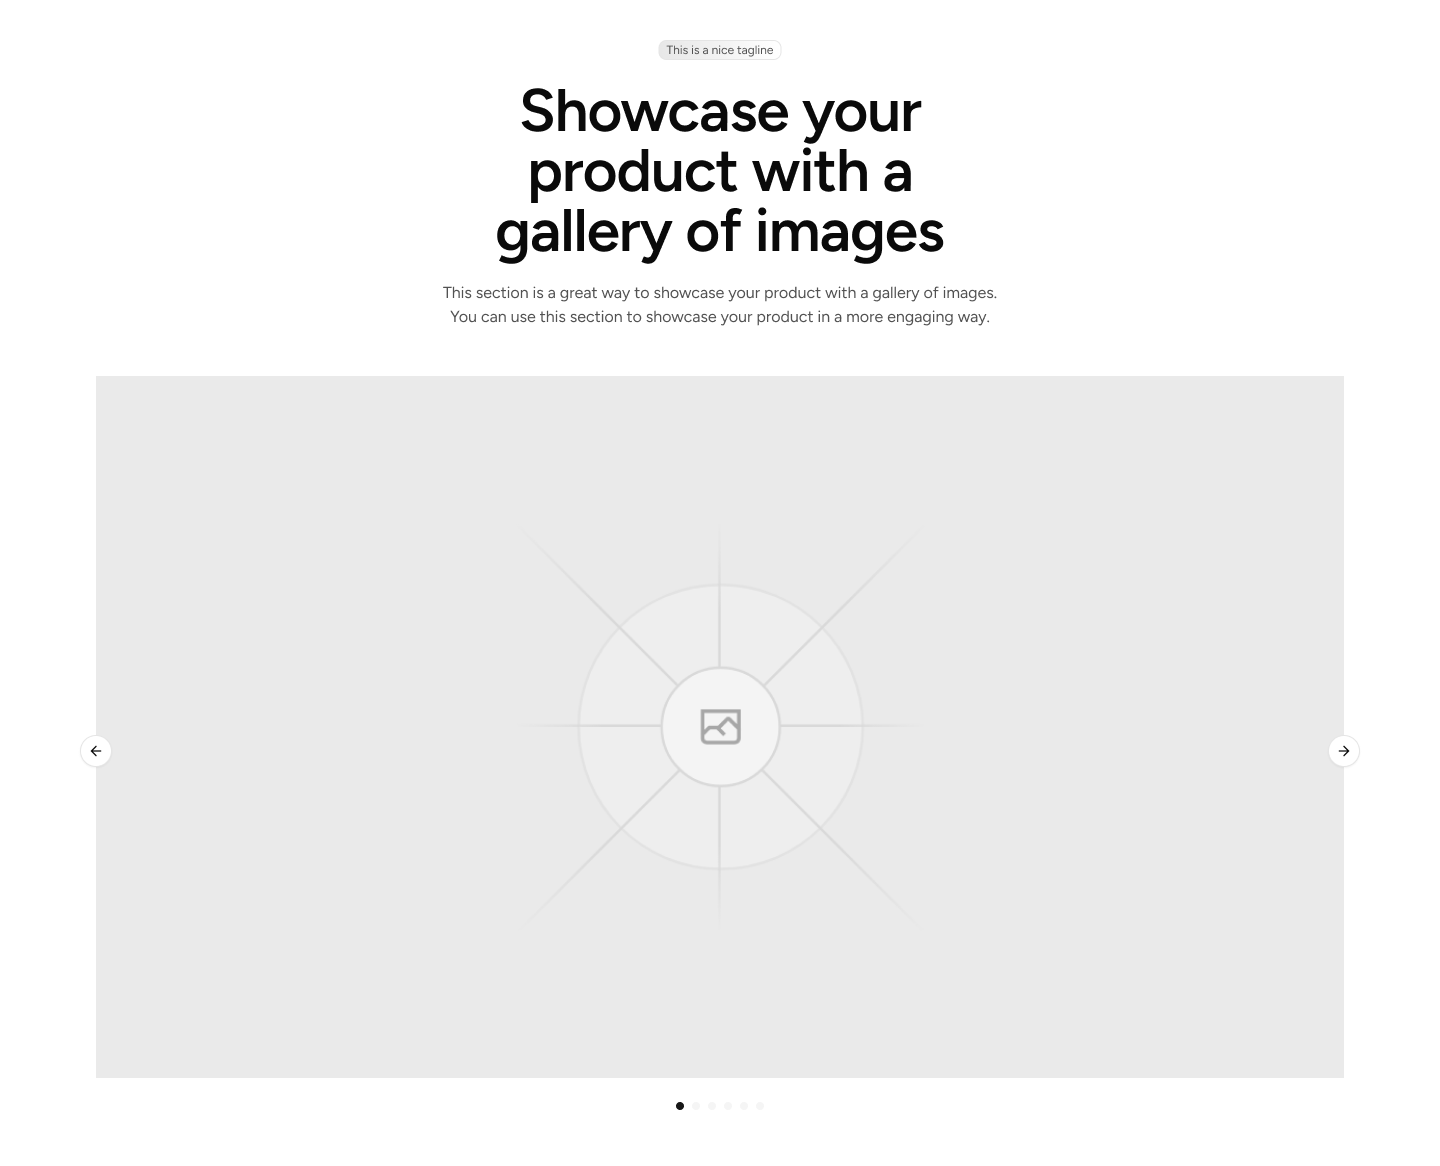 This is a nice tagline
Showcase your
product with a
gallery of images
This section is a great way to showcase your product with a gallery of images.
You can use this section to showcase your product in a more engaging way.